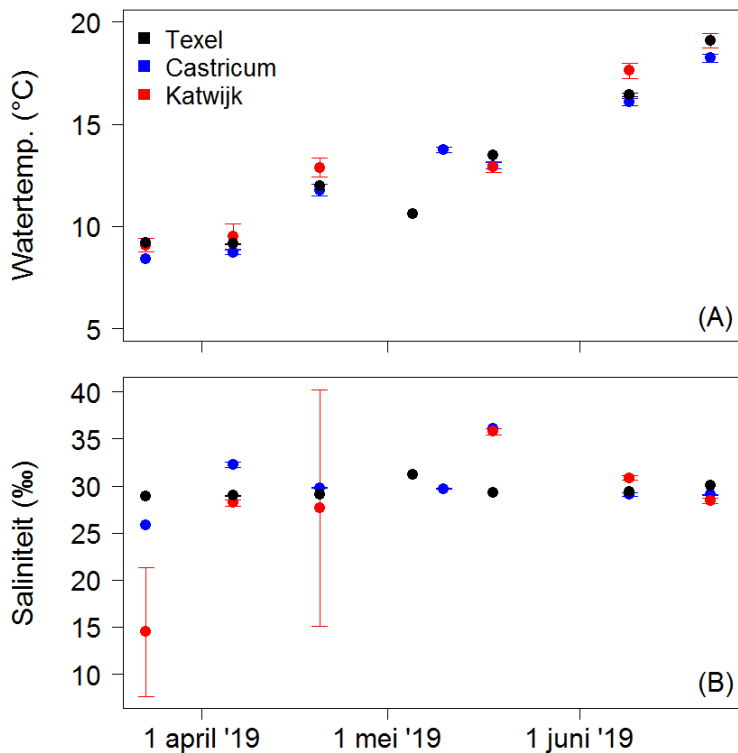 Watertemp. (°C)
20
15
10
5
Texel
Castricum
Katwijk
(A)
Saliniteit (‰)
40
35
30
25
20
15
10
(B)
1 april '19
1 mei '19
1 juni '19